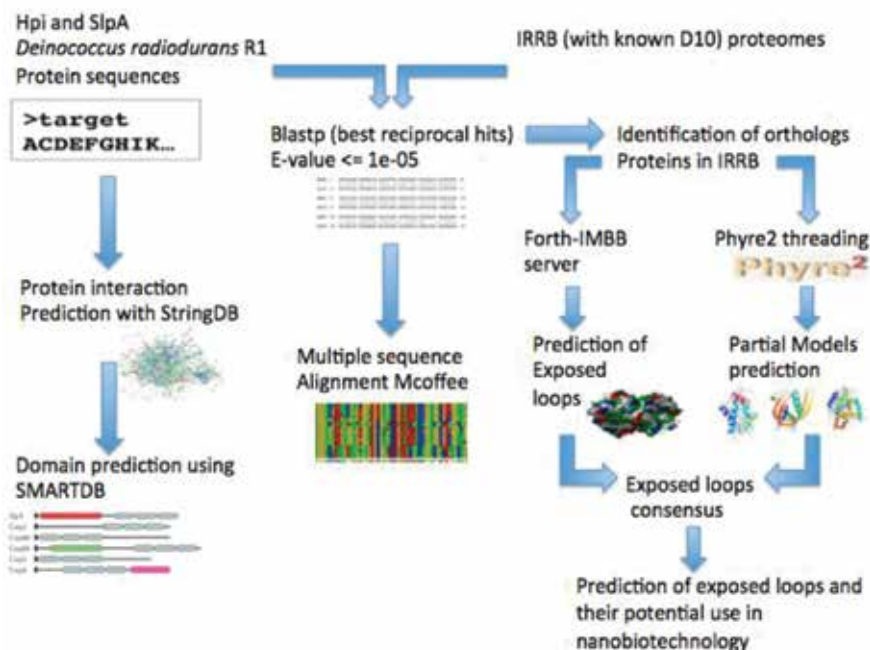 Hpi and SlpA
Deinococcus radiodurans R1
Protein sequences
IRRB (with known D10) proteomes
>target
ACDEFGHIK...
Blastp (best reciprocal hits)
E-value <= 1e-05
Identification of orthologs
Proteins in IRRB
Forth-IMBB
server
Phyre2 threading
Phyre2
Protein interaction
Prediction with StringDB
Multiple sequence
Alignment Mcoffee
Prediction of
Exposed
loops
Partial Models
prediction
Domain prediction using
SMARTDB
Exposed loops
consensus
Prediction of exposed loops and
their potential use in
nanobiotechnology